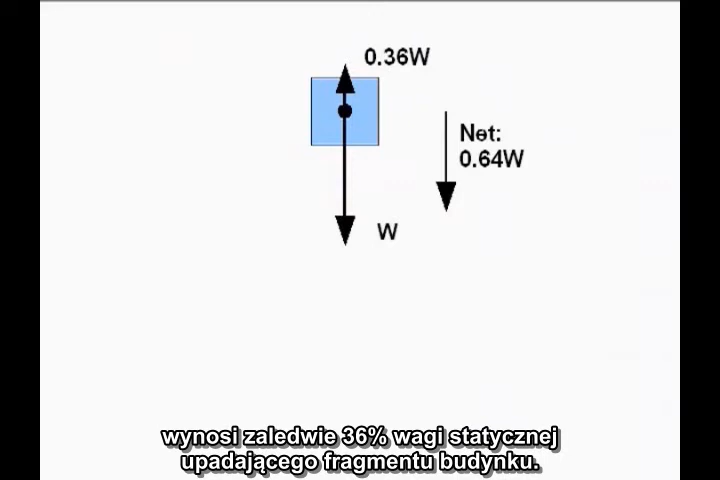 0.36W
Net:
0.64W
W
wynosi zaledwie 36% wagi statycznej
upadającego fragmentu budynku.